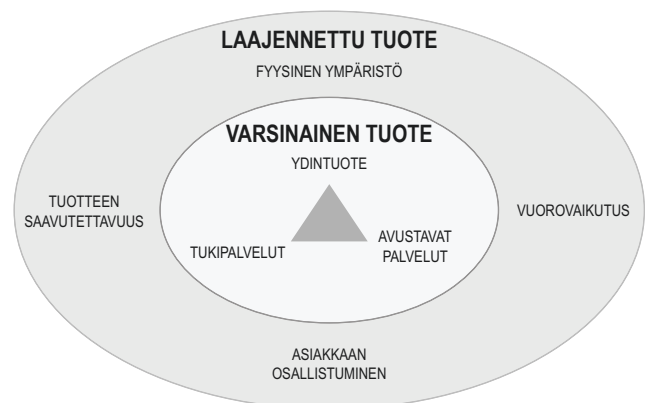 LAAJENNETTU TUOTE
FYYSINEN YMPÄRISTÖ
VARSINAINEN TUOTE
YDINTUOTE
TUOTTEEN
SAAVUTETTAVUUS
VUOROVAIKUTUS
TUKIPALVELUT
AVUSTAVAT
PALVELUT
ASIAKKAAN
OSALLISTUMINEN